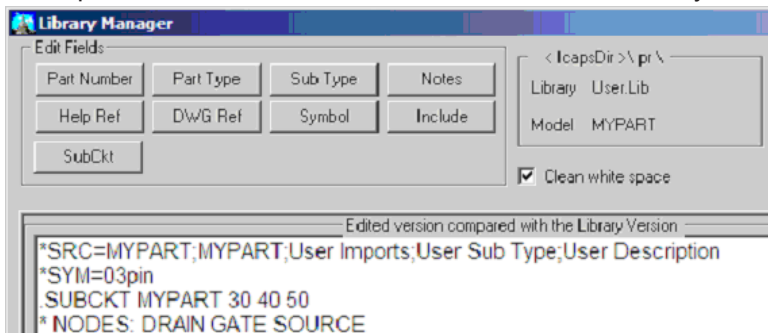 Library Manager
Edit Fields
Part Number Part Type Sub Type Notes
Help Ref DWG Ref Symbol Include
SubCkt
<IcapsDir>\ pr \
Library User.Lib
Model MYPART
Clean white space
Edited version compared with the Library Version
*SRC=MYPART;MYPART;User Imports;User Sub Type;User Description
*SYM=03pin
.SUBCKT MYPART 30 40 50
* NODES: DRAIN GATE SOURCE